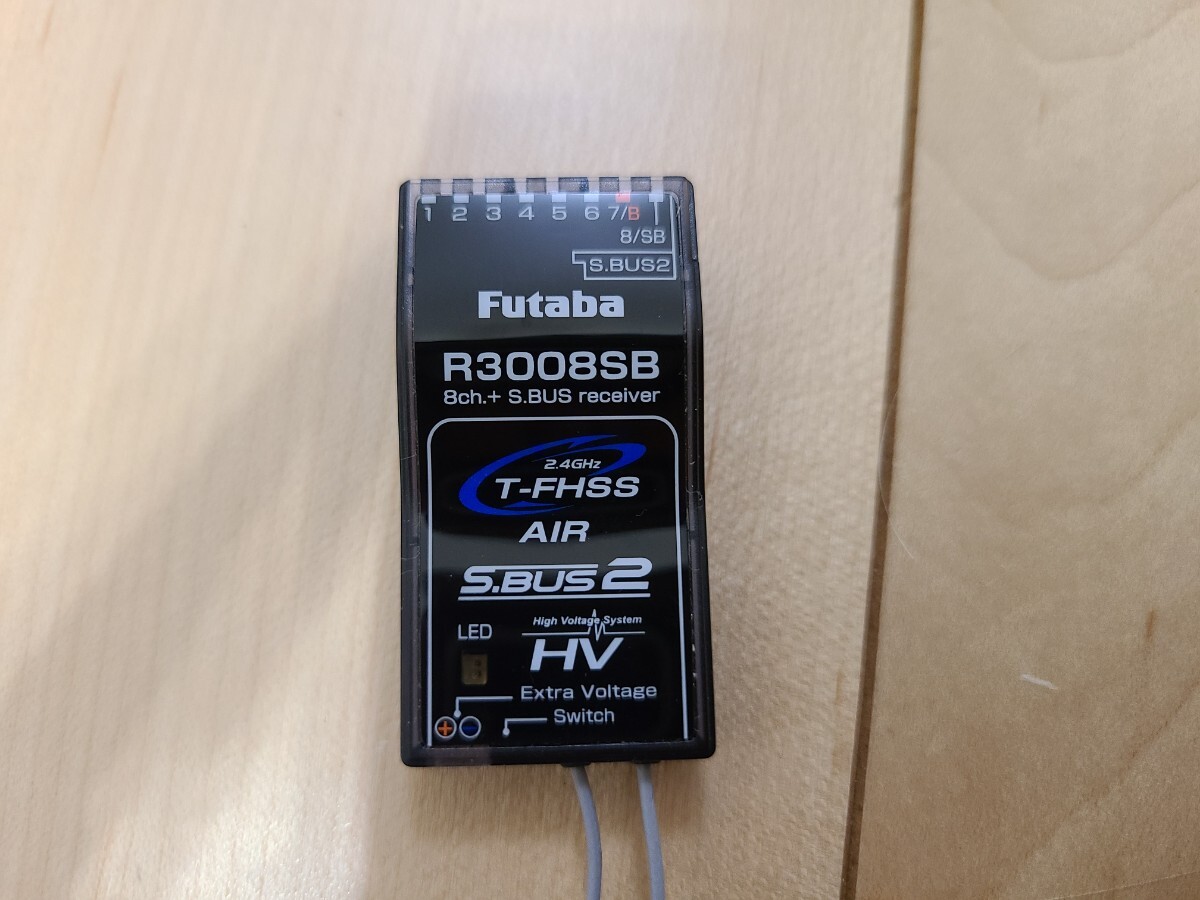 1 2 3 4 5 6 7/B
8/SB
S.BUS2
Futaba
R3008SB
8ch.+ S.BUS receiver
2.4GHz
T-FHSS
AIR
S.BUS2
High Voltage System
HV
LED
Extra Voltage
Switch
+ -